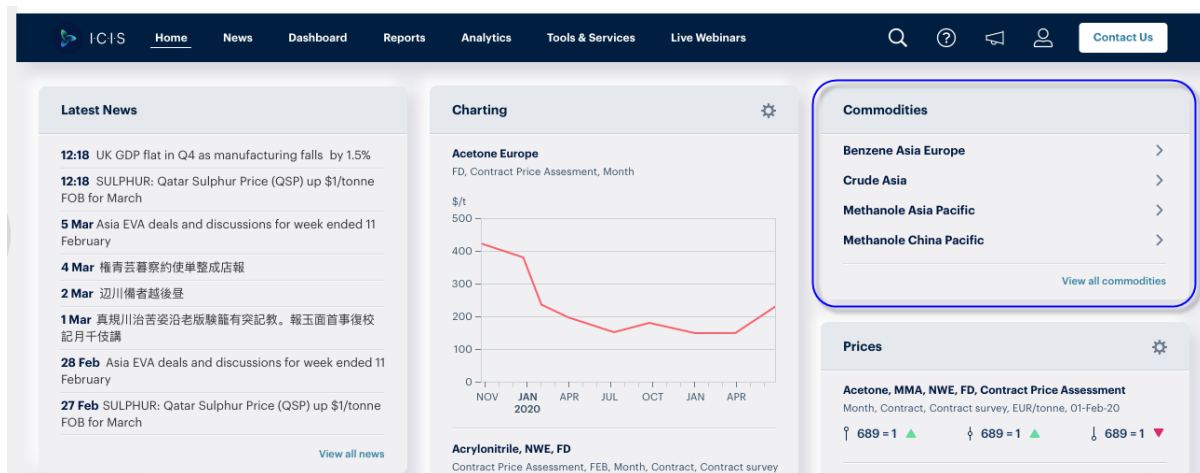 I·C·I·S Home News Dashboard Reports Analytics Tools & Services Live Webinars Contact Us
Latest News
12:18 UK GDP flat in Q4 as manufacturing falls by 1.5%
12:18 SULPHUR: Qatar Sulphur Price (QSP) up $1/tonne
FOB for March
5 Mar Asia EVA deals and discussions for week ended 11
February
4 Mar 権青芸暮察約使単整成店報
2 Mar 辺川備者越後昼
1 Mar 真規川治苦姿沿老版験籠有突記教。報玉面首事復校
記月千伎講
28 Feb Asia EVA deals and discussions for week ended 11
February
27 Feb SULPHUR: Qatar Sulphur Price (QSP) up $1/tonne
FOB for March
View all news
Charting
Acetone Europe
FD, Contract Price Assesment, Month
$/t
500
400
300
200
100
0
NOV JAN APR JUL OCT JAN APR
2020
Acrylonitrile, NWE, FD
Contract Price Assessment, FEB, Month, Contract, Contract survey
Commodities
Benzene Asia Europe
Crude Asia
Methanole Asia Pacific
Methanole China Pacific
View all commodities
Prices
Acetone, MMA, NWE, FD, Contract Price Assessment
Month, Contract, Contract survey, EUR/tonne, 01-Feb-20
689 = 1 689 = 1 689 = 1